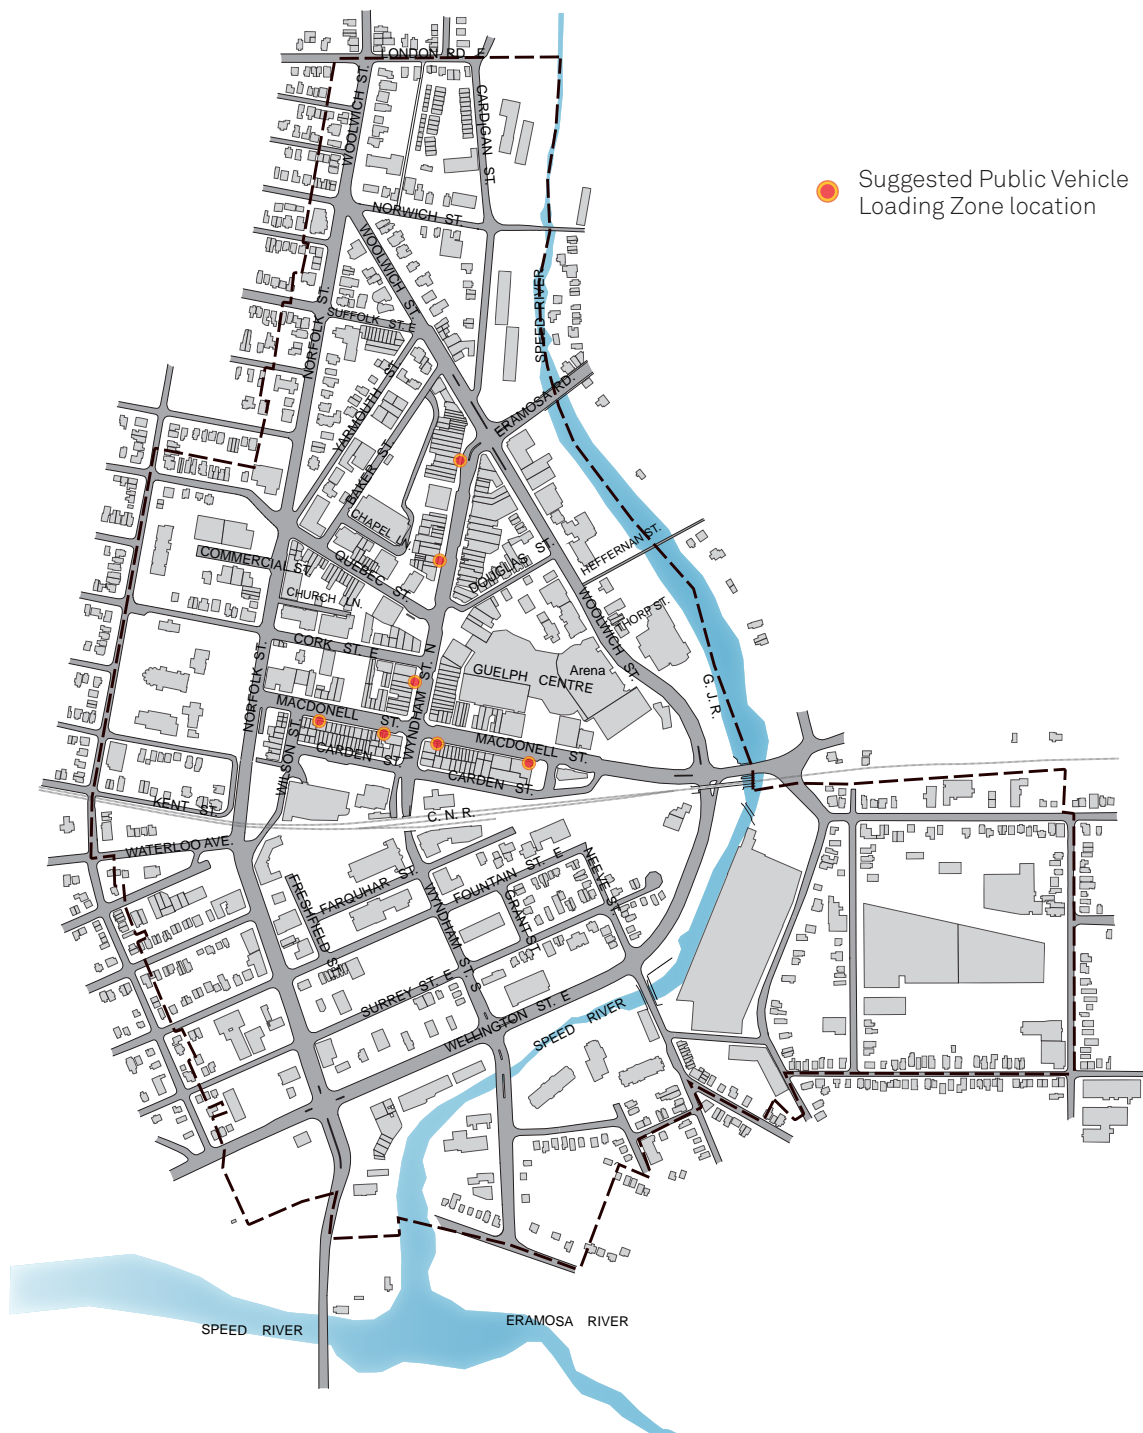 LONDON RD. E
WOOLWICH ST.
CARDIGAN ST.
Suggested Public Vehicle
Loading Zone location
NORWICH ST.
WOOLWICH ST.
SPEED RIVER
NORFOLK ST.
SUFFOLK ST. E
YARMOUTH ST.
ERAMOSA RD.
BAKER ST.
CHAPEL LN.
QUEBEC ST.
COMMERCIAL ST.
CHURCH LN.
DOUGLAS ST.
HEFFERNAN ST.
WOOLWICH ST.
THORP ST.
CORK ST. E
NORFOLK ST.
WYNDHAM ST. N
GUELPH CENTRE
Arena
G. J. R.
MACDONELL ST.
MACDONELL ST.
CARDEN ST.
CARDEN ST.
WILSON ST.
KENT ST.
C. N. R.
WATERLOO AVE.
FARQUHAR ST.
FOUNTAIN ST. E
NEEVE ST.
FRESHFIELD ST.
WYNDHAM ST. S
GRANT ST.
SURREY ST. E
WELLINGTON ST. E
SPEED RIVER
SPEED RIVER
ERAMOSA RIVER